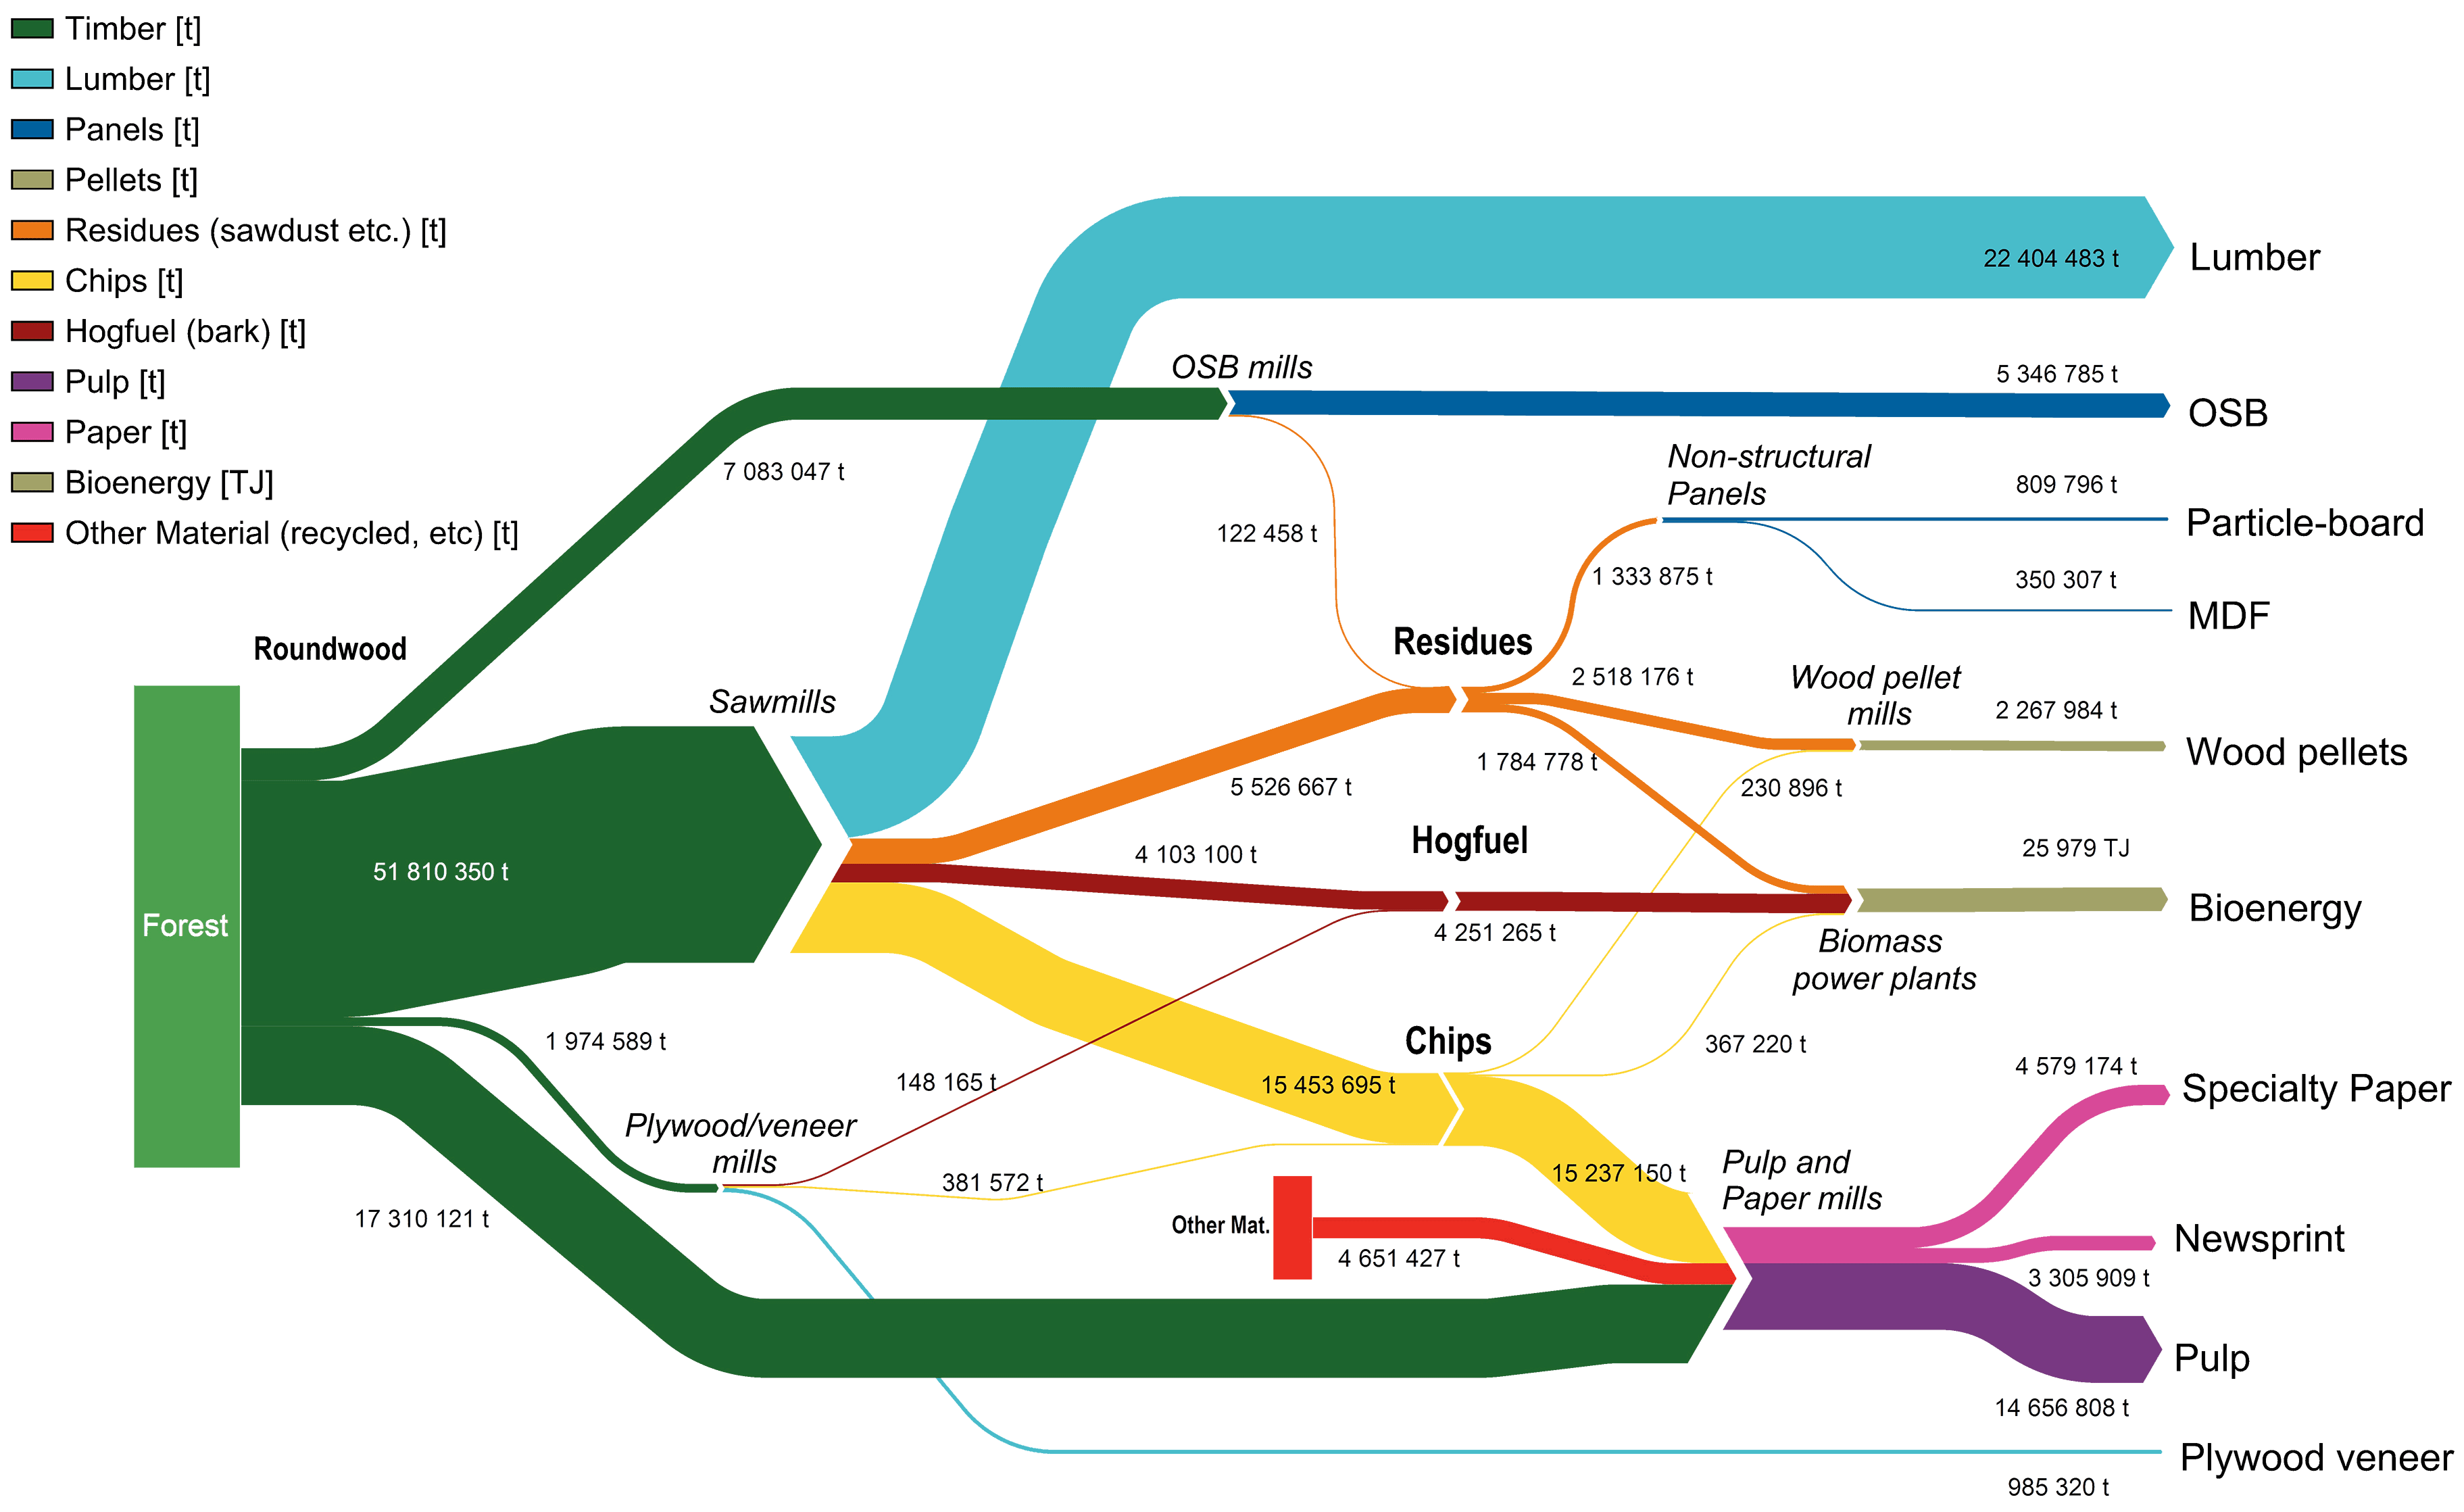 Timber [t]
Lumber [t]
Panels [t]
Pellets [t]
Residues (sawdust etc.) [t]
Chips [t]
Hogfuel (bark) [t]
Pulp [t]
Paper [t]
Bioenergy [TJ]
Other Material (recycled, etc) [t]
22 404 483 t
Lumber
OSB mills
5 346 785 t
OSB
7 083 047 t
122 458 t
Non-structural
Panels
809 796 t
Particle-board
1 333 875 t
350 307 t
MDF
Roundwood
Residues
Sawmills
2 518 176 t
Wood pellet
mills
2 267 984 t
Wood pellets
1 784 778 t
5 526 667 t
230 896 t
Hogfuel
4 103 100 t
25 979 TJ
51 810 350 t
Forest
4 251 265 t
Bioenergy
Biomass
power plants
1 974 589 t
Chips
367 220 t
148 165 t
15 453 695 t
4 579 174 t
Specialty Paper
Plywood/veneer
mills
381 572 t
15 237 150 t
Pulp and
Paper mills
17 310 121 t
Other Mat.
4 651 427 t
Newsprint
3 305 909 t
Pulp
14 656 808 t
Plywood veneer
985 320 t